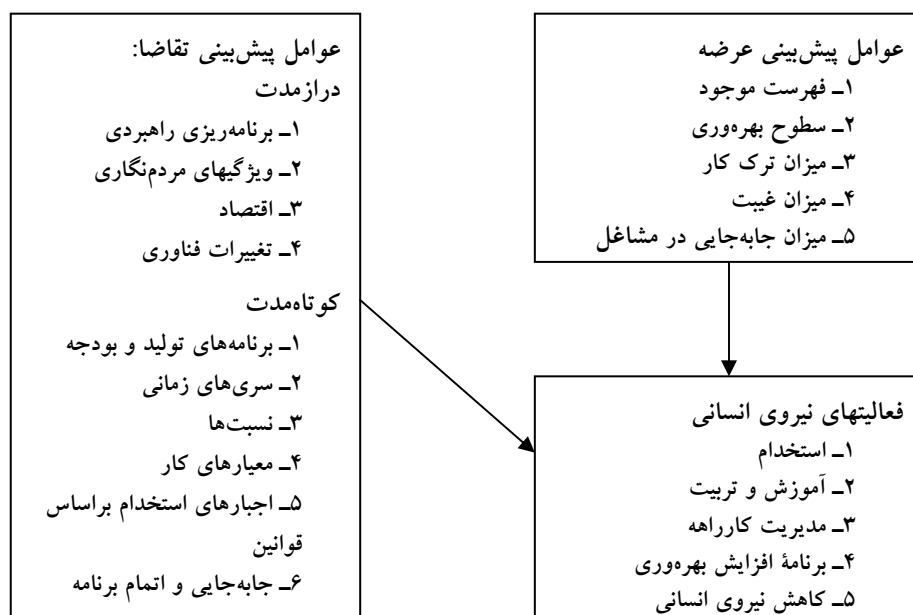 عوامل پیش‌بینی عرضه
۱ـ فهرست موجود
۲ـ سطوح بهره‌وری
۳ـ میزان ترک کار
۴ـ میزان غیبت
۵ـ میزان جابه‌جایی در مشاغل
عوامل پیش‌بینی تقاضا:
درازمدت
۱ـ برنامه‌ریزی راهبردی
۲ـ ویژگیهای مردم‌نگاری
۳ـ اقتصاد
۴ـ تغییرات فناوری
کوتاه‌مدت
۱ـ برنامه‌های تولید و بودجه
۲ـ سری‌های زمانی
۳ـ نسبت‌ها
۴ـ معیارهای کار
۵ـ اجبارهای استخدام براساس
قوانین
۶ـ جابه‌جایی و اتمام برنامه
فعالیتهای نیروی انسانی
۱ـ استخدام
۲ـ آموزش و تربیت
۳ـ مدیریت کارراهه
۴ـ برنامهٔ افزایش بهره‌وری
۵ـ کاهش نیروی انسانی